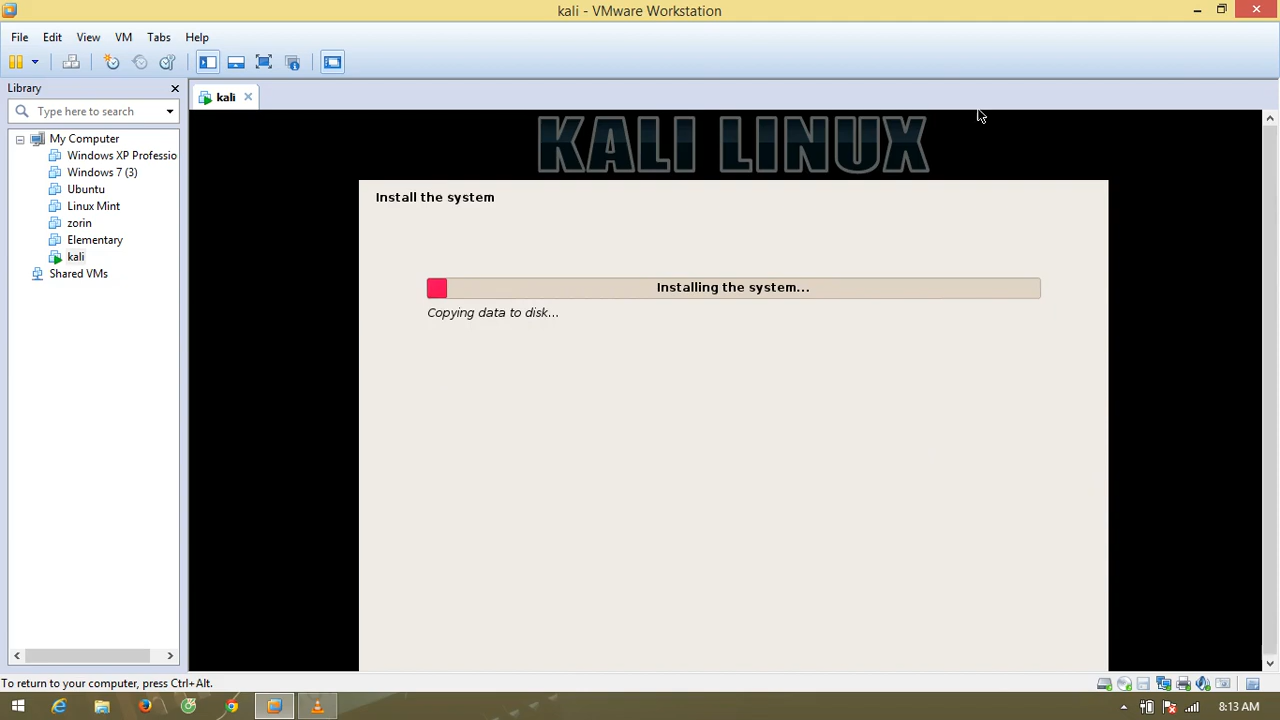 kali - VMware Workstation
File Edit View VM Tabs Help
Library
Type here to search
kali
My Computer
Windows XP Professio
Windows 7 (3)
Ubuntu
Linux Mint
zorin
Elementary
kali
Shared VMs
KALI LINUX
Install the system
Installing the system...
Copying data to disk...
To return to your computer, press Ctrl+Alt.
8:13 AM